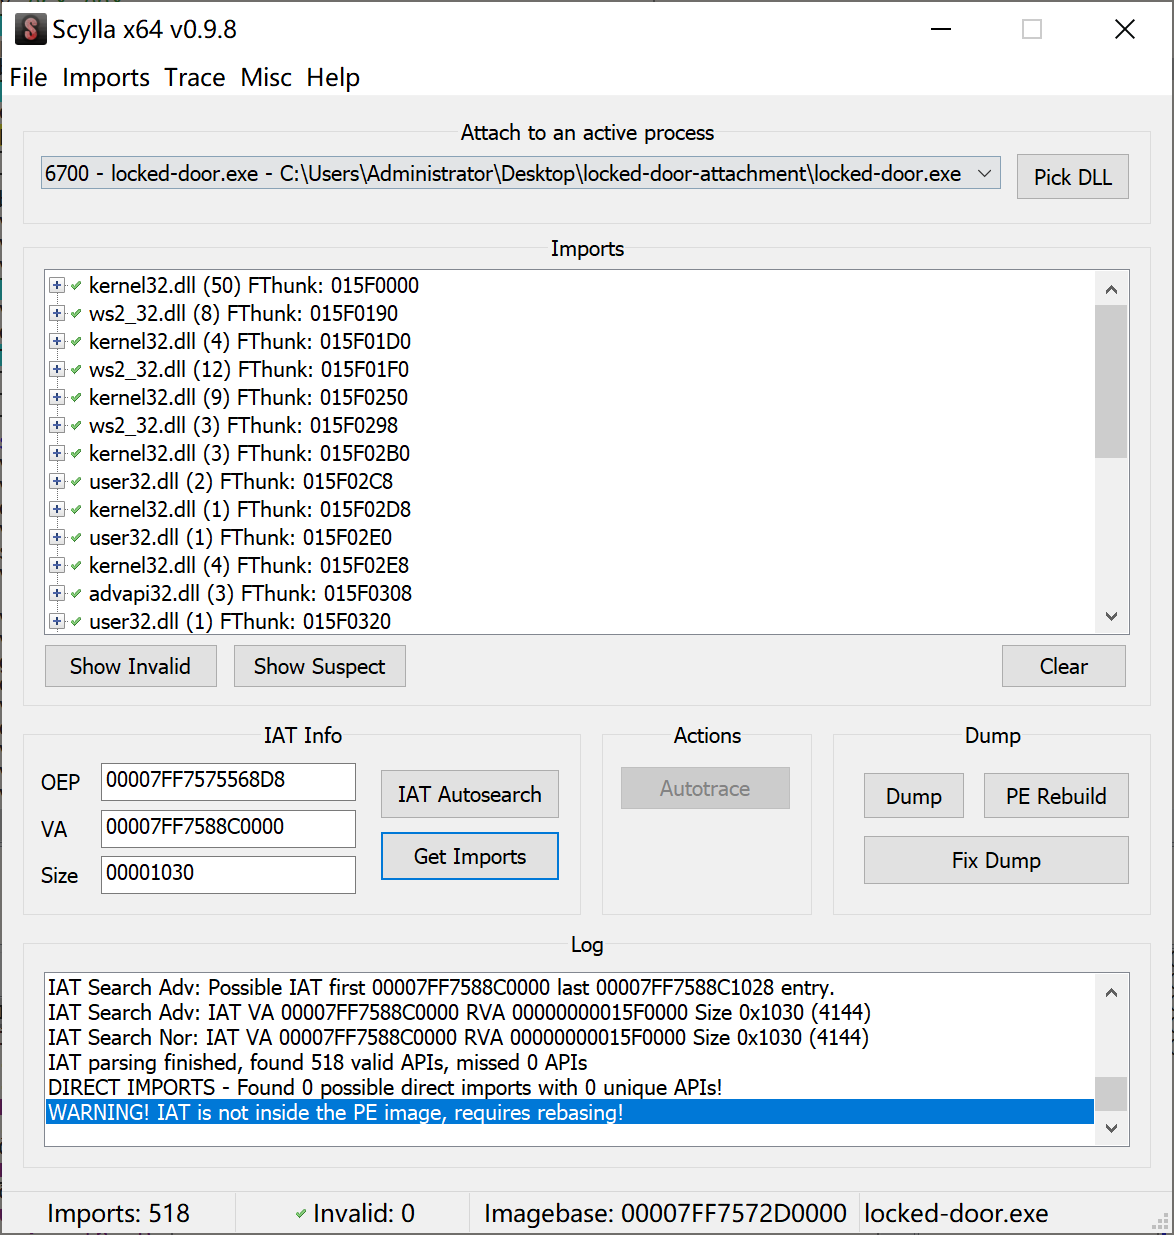 Scylla x64 v0.9.8
File Imports Trace Misc Help
Attach to an active process
6700 - locked-door.exe - C:\Users\Administrator\Desktop\locked-door-attachment\locked-door.exe
Pick DLL
Imports
kernel32.dll (50) FThunk: 015F0000
ws2_32.dll (8) FThunk: 015F0190
kernel32.dll (4) FThunk: 015F01D0
ws2_32.dll (12) FThunk: 015F01F0
kernel32.dll (9) FThunk: 015F0250
ws2_32.dll (3) FThunk: 015F0298
kernel32.dll (3) FThunk: 015F02B0
user32.dll (2) FThunk: 015F02C8
kernel32.dll (1) FThunk: 015F02D8
user32.dll (1) FThunk: 015F02E0
kernel32.dll (4) FThunk: 015F02E8
advapi32.dll (3) FThunk: 015F0308
user32.dll (1) FThunk: 015F0320
Show Invalid
Show Suspect
Clear
IAT Info
OEP 00007FF7575568D8
VA 00007FF7588C0000
Size 00001030
IAT Autosearch
Get Imports
Actions
Autotrace
Dump
Dump
PE Rebuild
Fix Dump
Log
IAT Search Adv: Possible IAT first 00007FF7588C0000 last 00007FF7588C1028 entry.
IAT Search Adv: IAT VA 00007FF7588C0000 RVA 00000000015F0000 Size 0x1030 (4144)
IAT Search Nor: IAT VA 00007FF7588C0000 RVA 00000000015F0000 Size 0x1030 (4144)
IAT parsing finished, found 518 valid APIs, missed 0 APIs
DIRECT IMPORTS - Found 0 possible direct imports with 0 unique APIs!
WARNING! IAT is not inside the PE image, requires rebasing!
Imports: 518
Invalid: 0
Imagebase: 00007FF7572D0000
locked-door.exe